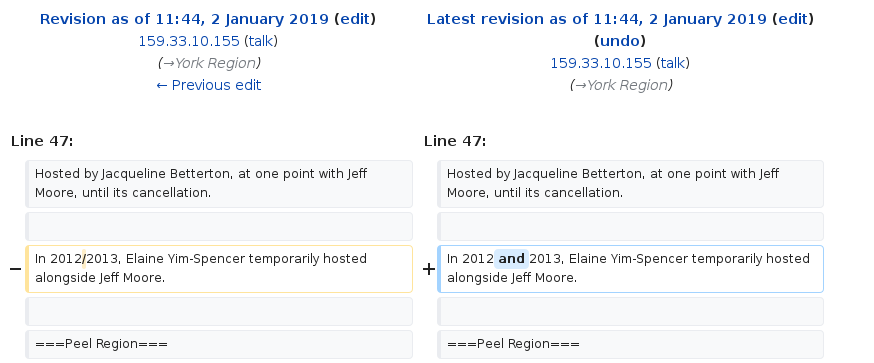 Revision as of 11:44, 2 January 2019 (edit)
159.33.10.155 (talk)
(→York Region)
← Previous edit
Latest revision as of 11:44, 2 January 2019 (edit)
(undo)
159.33.10.155 (talk)
(→York Region)
Line 47:
Line 47:
Hosted by Jacqueline Betterton, at one point with Jeff
Moore, until its cancellation.
Hosted by Jacqueline Betterton, at one point with Jeff
Moore, until its cancellation.
− In 2012/2013, Elaine Yim-Spencer temporarily hosted
alongside Jeff Moore.
+ In 2012 and 2013, Elaine Yim-Spencer temporarily hosted
alongside Jeff Moore.
===Peel Region===
===Peel Region===